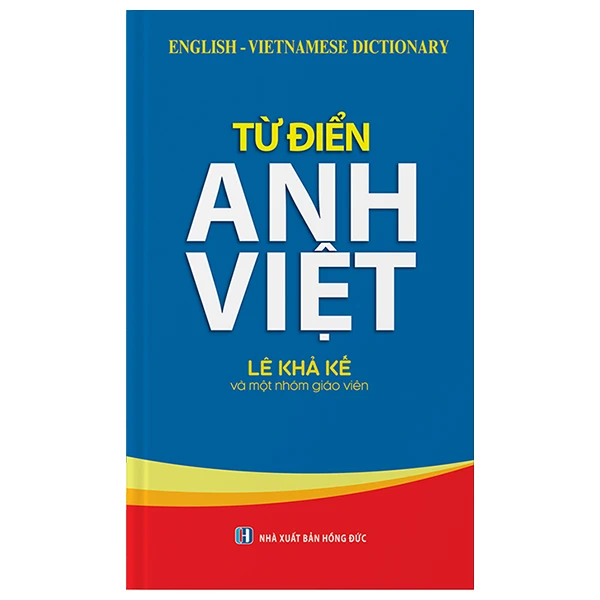 ENGLISH - VIETNAMESE DICTIONARY
TỪ ĐIỂN
ANH
VIỆT
LÊ KHẢ KẾ
và một nhóm giáo viên
NHÀ XUẤT BẢN HỒNG ĐỨC